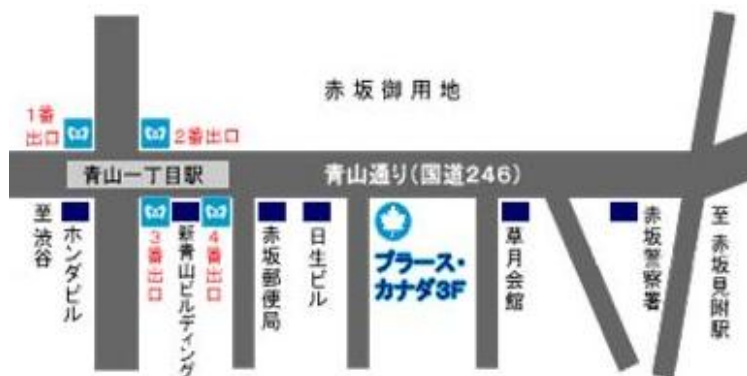 赤坂御用地
1番
出口
2番出口
青山一丁目駅
青山通り(国道246)
至 渋谷
ホンダビル
3番出口
新青山ビルディング
4番出口
赤坂郵便局
日生ビル
プラース・
カナダ3F
草月会館
赤坂警察署
至 赤坂見附駅